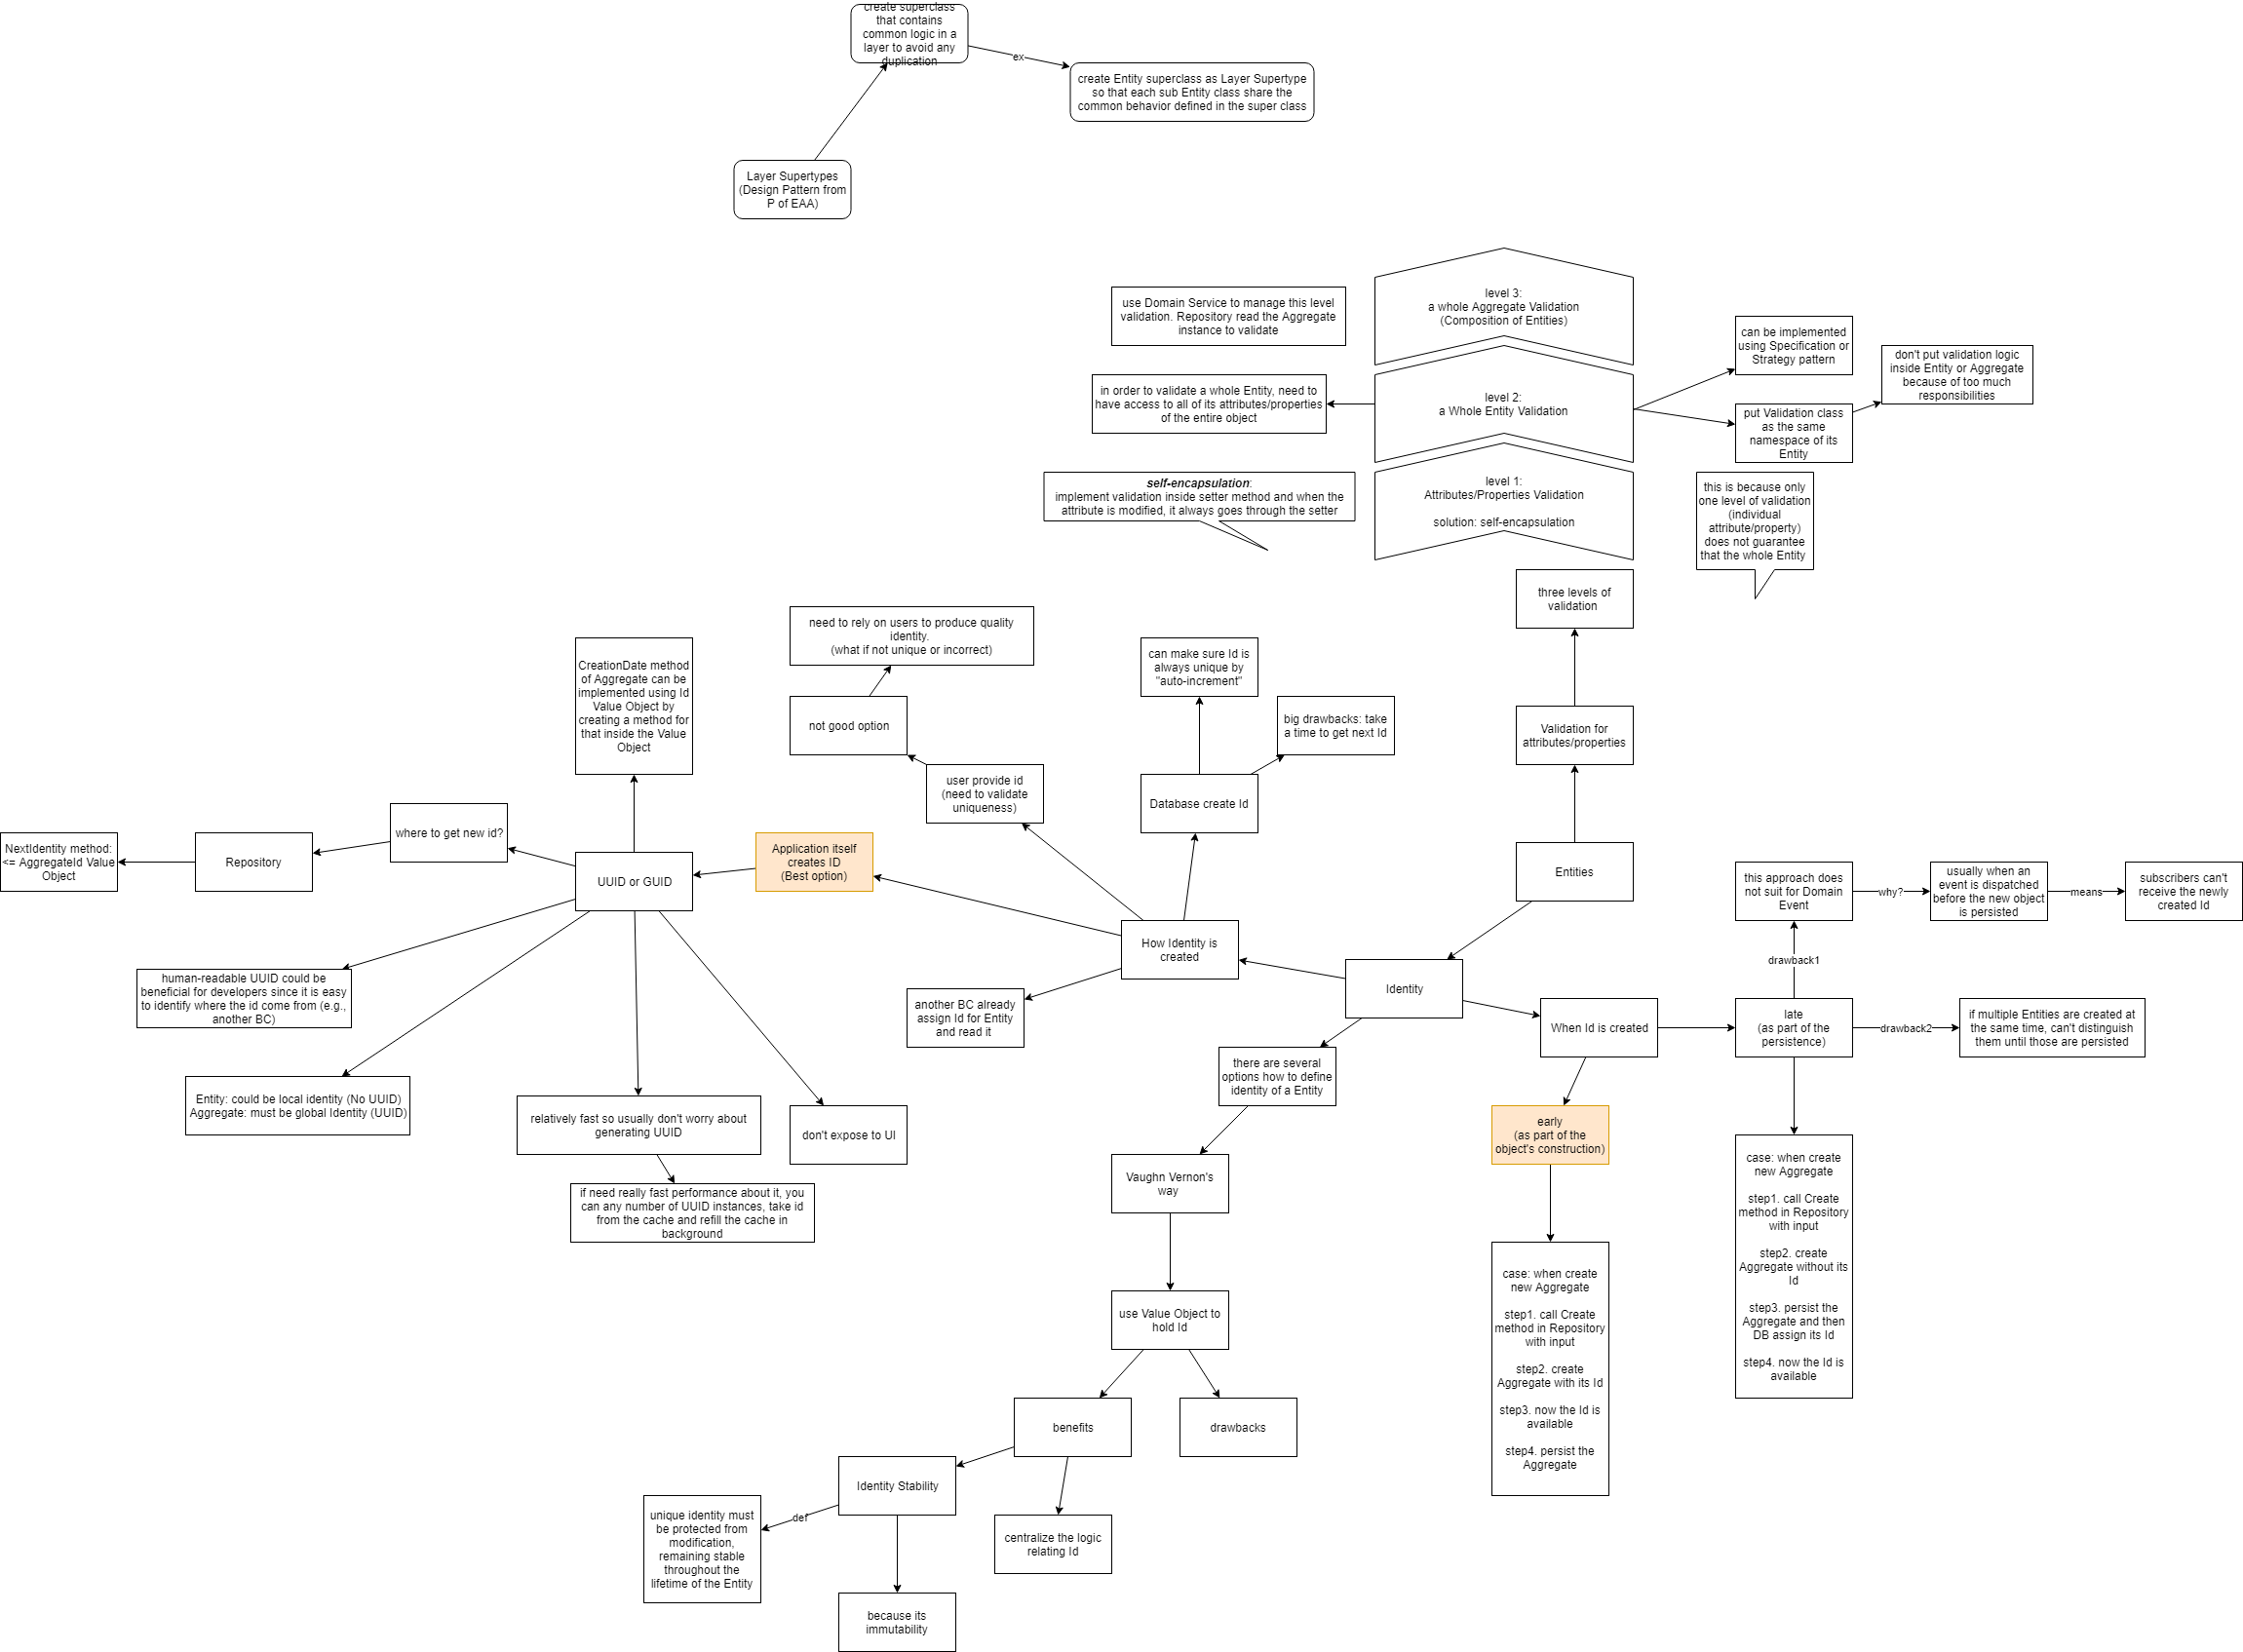 create superclass
that contains
common logic in a
layer to avoid any
duplication
ex
create Entity superclass as Layer Supertype
so that each sub Entity class share the
common behavior defined in the super class
Layer Supertypes
(Design Pattern from
P of EAA)
level 3:
a whole Aggregate Validation
(Composition of Entities)
use Domain Service to manage this level
validation. Repository read the Aggregate
instance to validate
level 2:
a Whole Entity Validation
in order to validate a whole Entity, need to
have access to all of its attributes/properties
of the entire object
can be implemented
using Specification or
Strategy pattern
don't put validation logic
inside Entity or Aggregate
because of too much
responsibilities
put Validation class
as the same
namespace of its
Entity
self-encapsulation:
implement validation inside setter method and when the
attribute is modified, it always goes through the setter
level 1:
Attributes/Properties Validation
solution: self-encapsulation
this is because only
one level of validation
(individual
attribute/property)
does not guarantee
that the whole Entity
three levels of
validation
Validation for
attributes/properties
Entities
need to rely on users to produce quality
identity.
(what if not unique or incorrect)
not good option
user provide id
(need to validate
uniqueness)
can make sure Id is
always unique by
"auto-increment"
big drawbacks: take
a time to get next Id
Database create Id
CreationDate method
of Aggregate can be
implemented using Id
Value Object by
creating a method for
that inside the Value
Object
where to get new id?
Repository
NextIdentity method:
<= AggregateId Value
Object
UUID or GUID
Application itself
creates ID
(Best option)
How Identity is
created
another BC already
assign Id for Entity
and read it
Identity
human-readable UUID could be
beneficial for developers since it is easy
to identify where the id come from (e.g.,
another BC)
Entity: could be local identity (No UUID)
Aggregate: must be global Identity (UUID)
relatively fast so usually don't worry about
generating UUID
don't expose to UI
if need really fast performance about it, you
can any number of UUID instances, take id
from the cache and refill the cache in
background
there are several
options how to define
identity of a Entity
Vaughn Vernon's
way
use Value Object to
hold Id
benefits
drawbacks
Identity Stability
def
unique identity must
be protected from
modification,
remaining stable
throughout the
lifetime of the Entity
because its
immutability
centralize the logic
relating Id
When Id is created
early
(as part of the
object's construction)
case: when create
new Aggregate
step1. call Create
method in Repository
with input
step2. create
Aggregate with its Id
step3. now the Id is
available
step4. persist the
Aggregate
late
(as part of the
persistence)
drawback1
this approach does
not suit for Domain
Event
why?
usually when an
event is dispatched
before the new object
is persisted
means
subscribers can't
receive the newly
created Id
drawback2
if multiple Entities are created at
the same time, can't distinguish
them until those are persisted
case: when create
new Aggregate
step1. call Create
method in Repository
with input
step2. create
Aggregate without its
Id
step3. persist the
Aggregate and then
DB assign its Id
step4. now the Id is
available